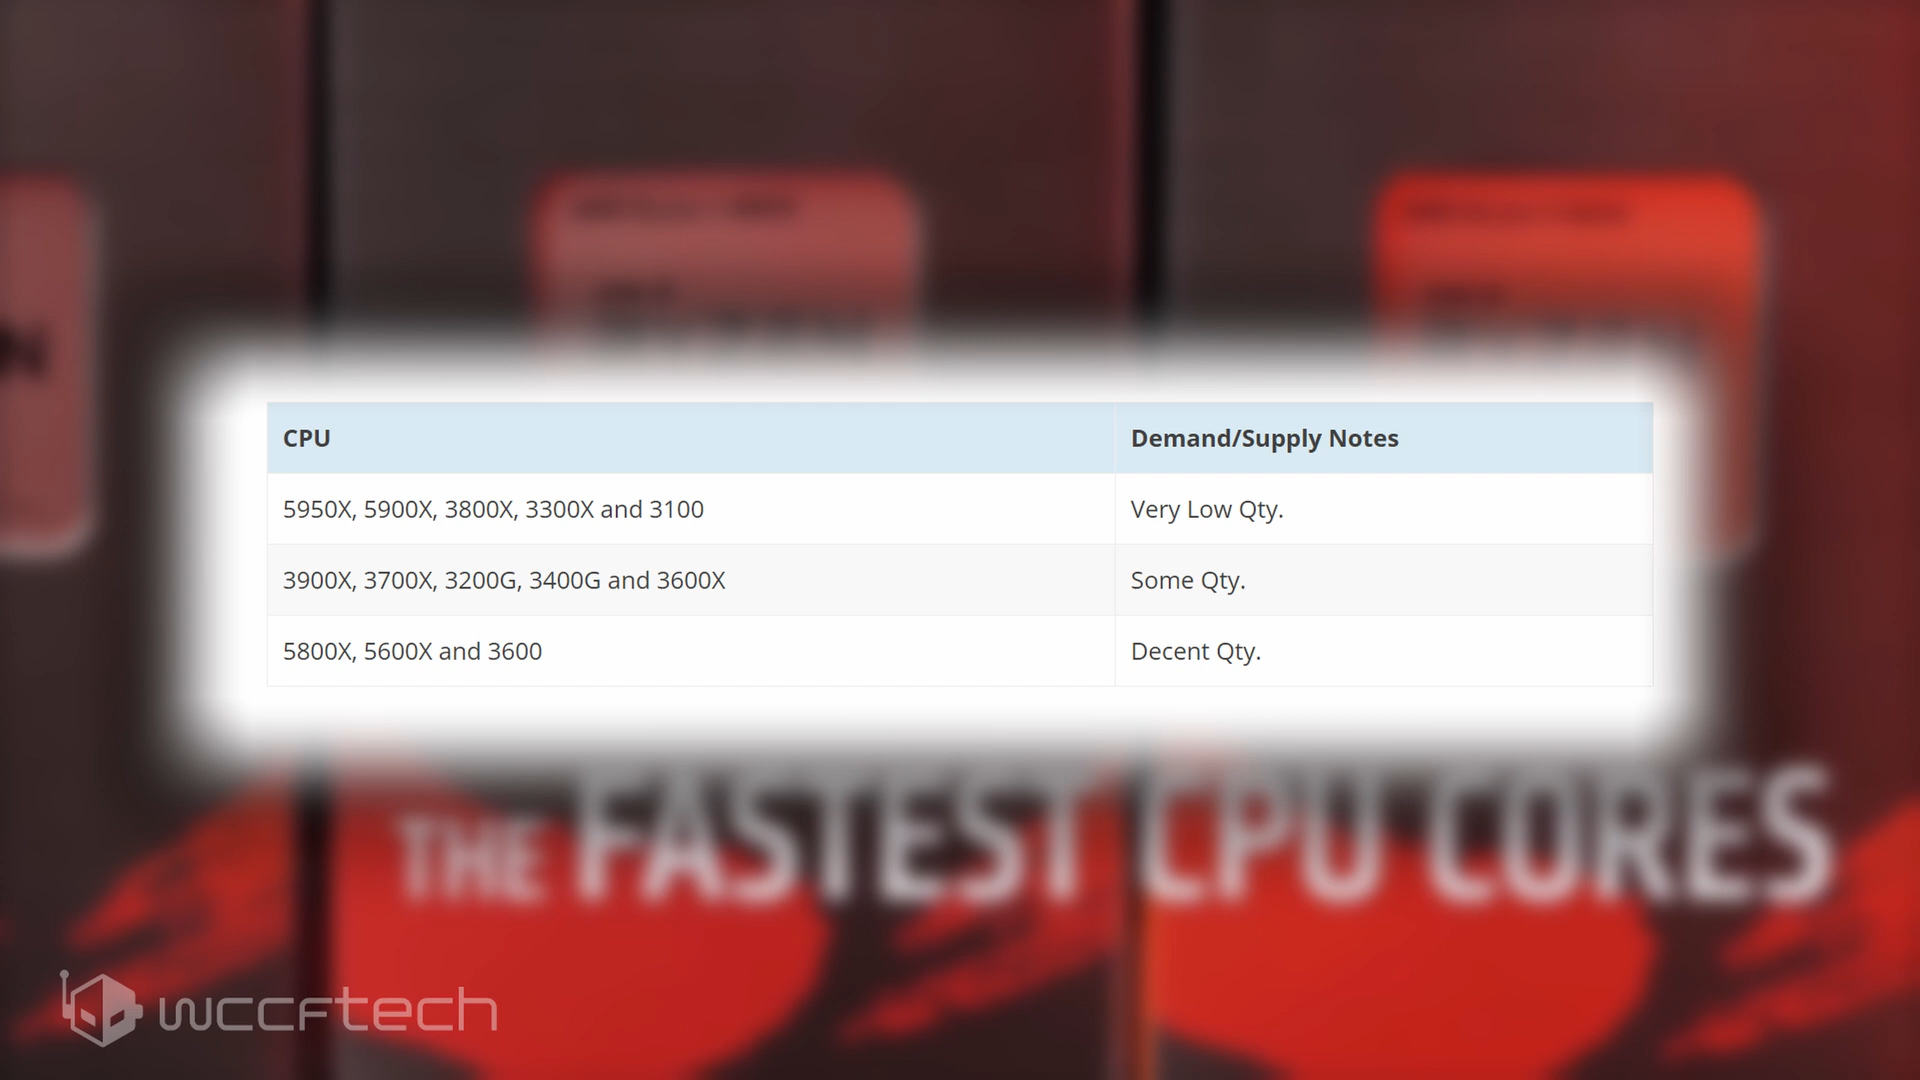 CPU
Demand/Supply Notes
5950X, 5900X, 3800X, 3300X and 3100
Very Low Qty.
3900X, 3700X, 3200G, 3400G and 3600X
Some Qty.
5800X, 5600X and 3600
Decent Qty.
THE FASTEST CPU CORES
wccftech